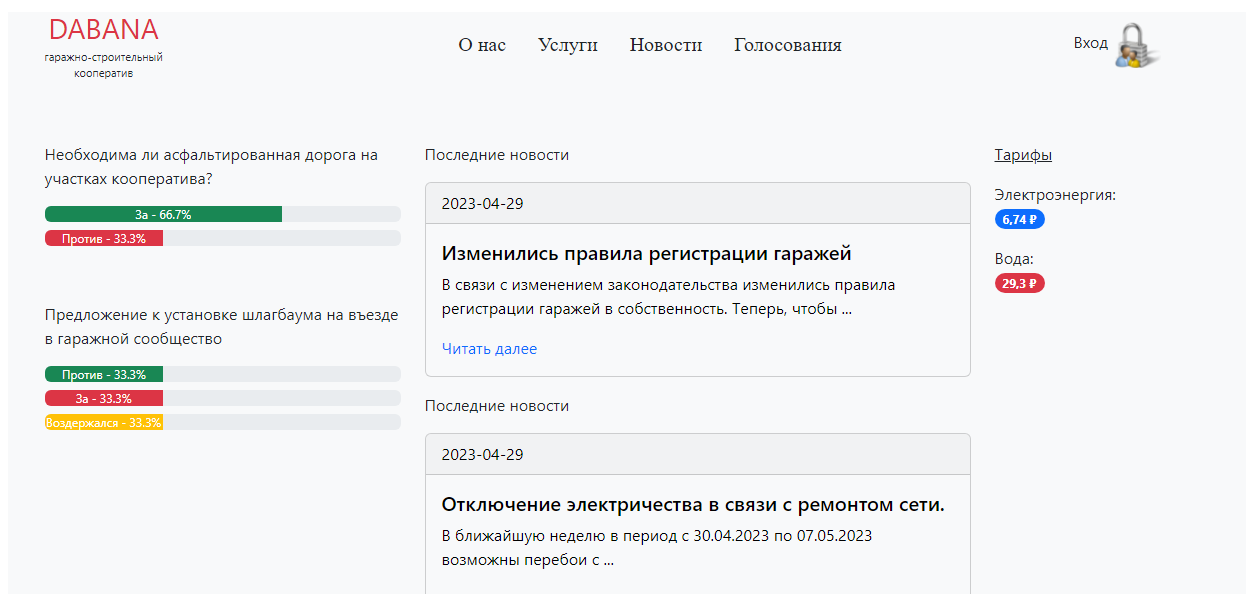 DABANA
гаражно-строительный
кооператив
О нас Услуги Новости Голосования
Вход
Необходима ли асфальтированная дорога на
участках кооператива?
За - 66.7%
Против - 33.3%
Предложение к установке шлагбаума на въезде
в гаражной сообщество
Против - 33.3%
За - 33.3%
Воздержался - 33.3%
Последние новости
2023-04-29
Изменились правила регистрации гаражей
В связи с изменением законодательства изменились правила
регистрации гаражей в собственность. Теперь, чтобы ...
Читать далее
Последние новости
2023-04-29
Отключение электричества в связи с ремонтом сети.
В ближайшую неделю в период с 30.04.2023 по 07.05.2023
возможны перебои с ...
Тарифы
Электроэнергия:
6,74 ₽
Вода:
29,3 ₽